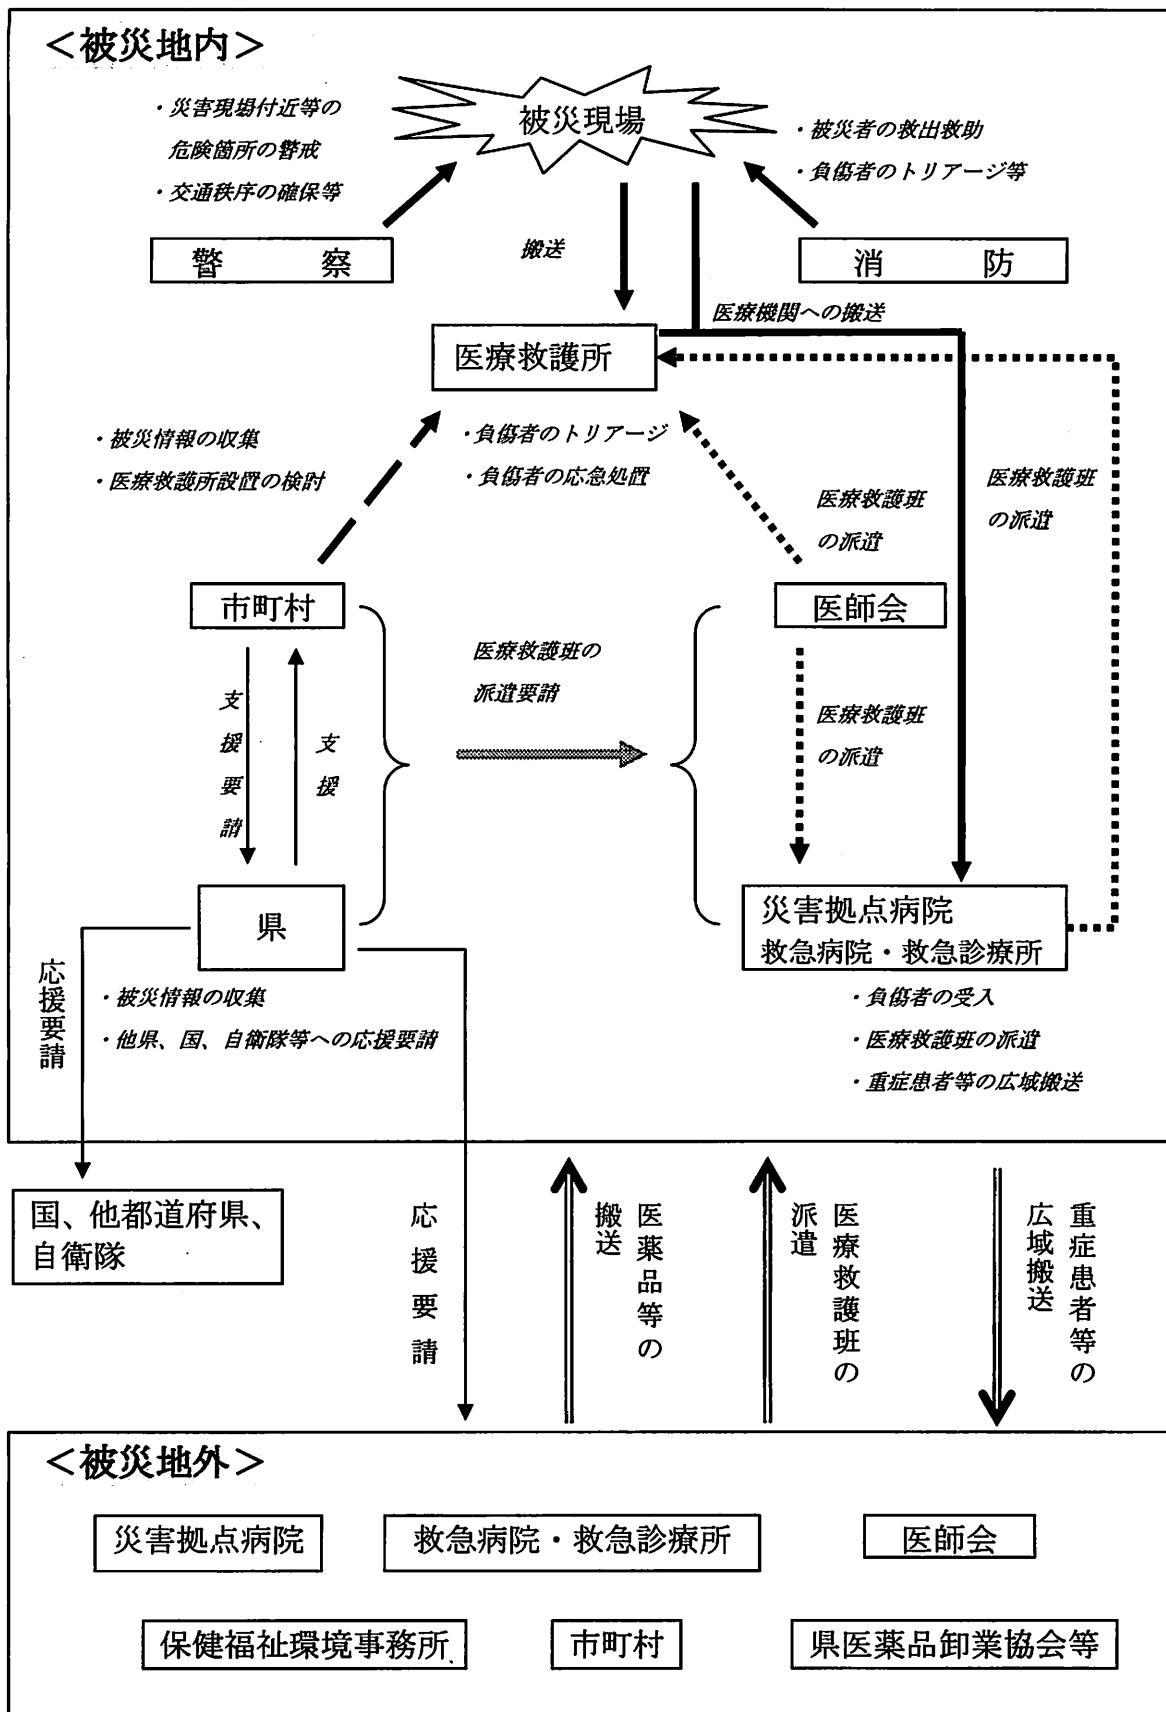 ＜被災地内＞
・災害現場付近等の
危険箇所の警戒
・交通秩序の確保等
被災現場
・被災者の救出救助
・負傷者のトリアージ等
警　察
搬送
消　防
医療機関への搬送
医療救護所
・被災情報の収集
・医療救護所設置の検討
・負傷者のトリアージ
・負傷者の応急処置
医療救護班
の派遣
医療救護班
の派遣
市町村
医師会
医療救護班の
派遣要請
支援要請
支援
医療救護班
の派遣
県
災害拠点病院
救急病院・救急診療所
応援要請
・被災情報の収集
・他県、国、自衛隊等への応援要請
・負傷者の受入
・医療救護班の派遣
・重症患者等の広域搬送
国、他都道府県、
自衛隊
応援要請
医薬品等の
搬送
医療救護班の
派遣
重症患者等の
広域搬送
＜被災地外＞
災害拠点病院
救急病院・救急診療所
医師会
保健福祉環境事務所
市町村
県医薬品卸業協会等